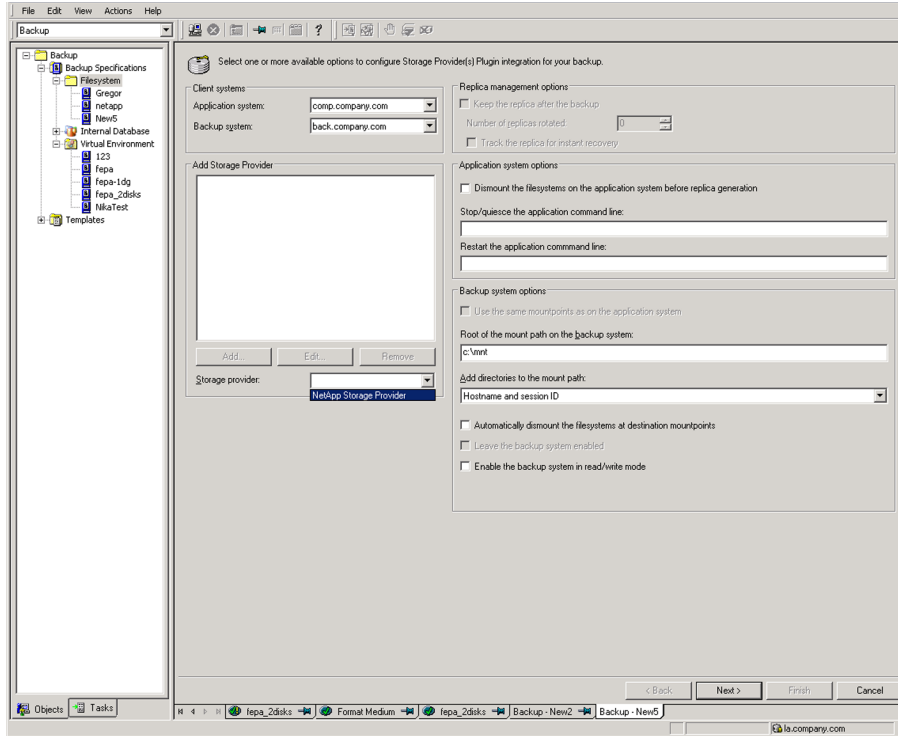 File Edit View Actions Help
Backup
Backup
Backup Specifications
Filesystem
Gregor
netapp
New5
Internal Database
Virtual Environment
123
fepa
fepa-1dg
fepa_2disks
NikaTest
Templates
Select one or more available options to configure Storage Provider(s) Plugin integration for your backup.
Client systems
Application system: comp.company.com
Backup system: back.company.com
Add Storage Provider
Add... Edit... Remove
Storage provider:
NetApp Storage Provider
Replica management options
Keep the replica after the backup
Number of replicas rotated: 0
Track the replica for instant recovery
Application system options
Dismount the filesystems on the application system before replica generation
Stop/quiesce the application command line:
Restart the application commmand line:
Backup system options
Use the same mountpoints as on the application system
Root of the mount path on the backup system:
c:\mnt
Add directories to the mount path:
Hostname and session ID
Automatically dismount the filesystems at destination mountpoints
Leave the backup system enabled
Enable the backup system in read/write mode
< Back Next > Finish Cancel
Objects Tasks
fepa_2disks Format Medium fepa_2disks Backup - New2 Backup - New5
la.company.com